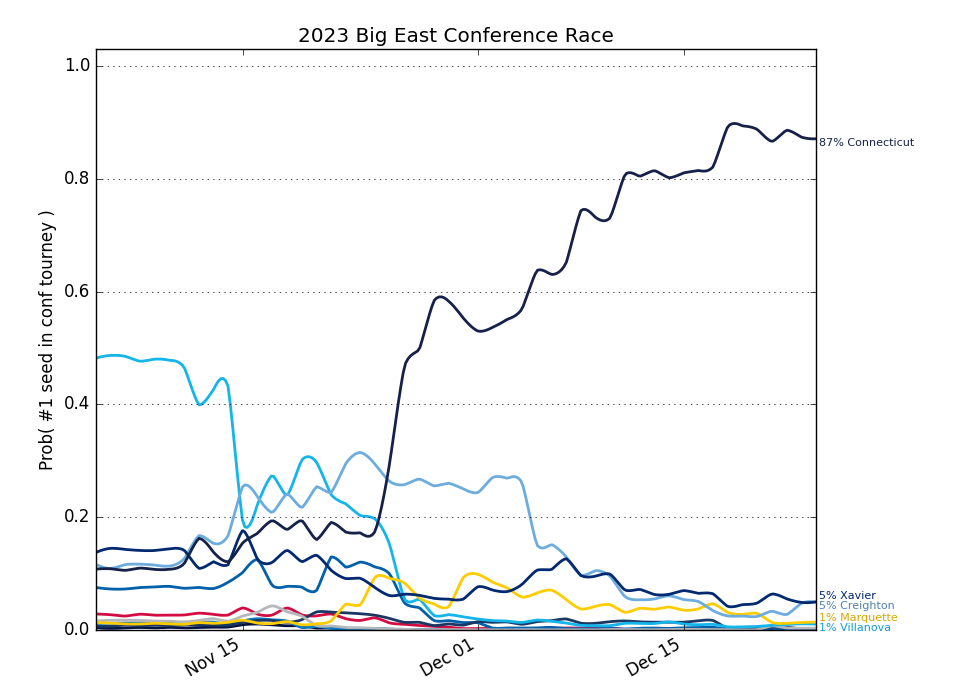 2023 Big East Conference Race
Prob( #1 seed in conf tourney )
1.0
0.8
0.6
0.4
0.2
0.0
Nov 15
Dec 01
Dec 15
87% Connecticut
5% Xavier
5% Creighton
1% Marquette
1% Villanova